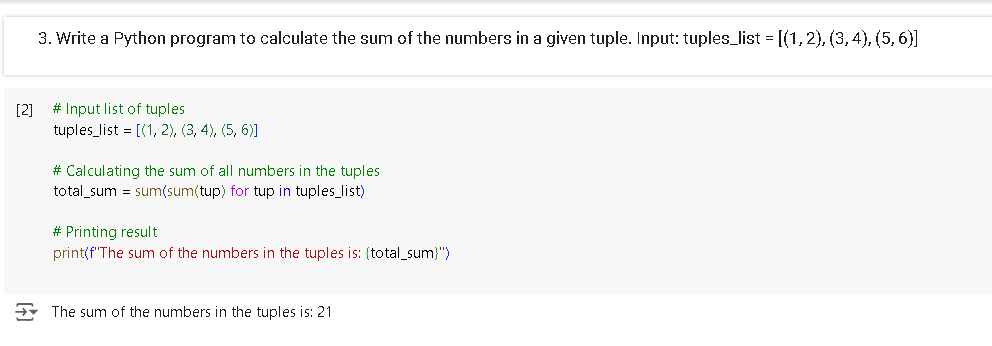 3. Write a Python program to calculate the sum of the numbers in a given tuple. Input: tuples_list = [(1, 2), (3, 4), (5, 6)]
[2] # Input list of tuples
tuples_list = [(1, 2), (3, 4), (5, 6)]
# Calculating the sum of all numbers in the tuples
total_sum = sum(sum(tup) for tup in tuples_list)
# Printing result
print(f"The sum of the numbers in the tuples is: {total_sum}")
The sum of the numbers in the tuples is: 21